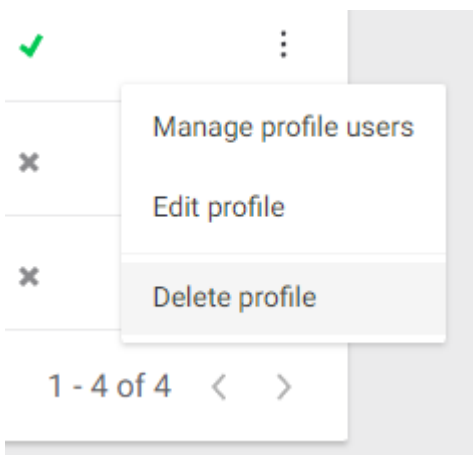 Manage profile users
Edit profile
Delete profile
1 - 4 of 4